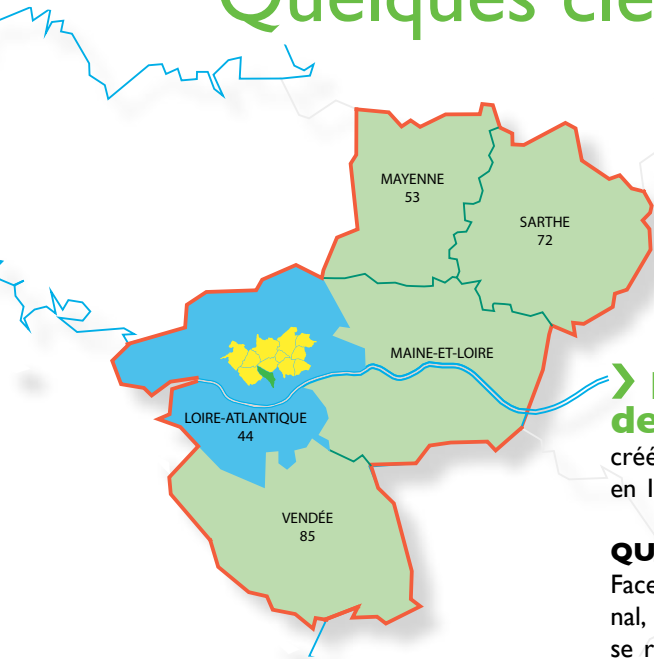 Quelques clé
MAYENNE
53
SARTHE
72
MAINE-ET-LOIRE
LOIRE-ATLANTIQUE
44
VENDÉE
85
de
créé
en l
QU
Face
nal,
se r